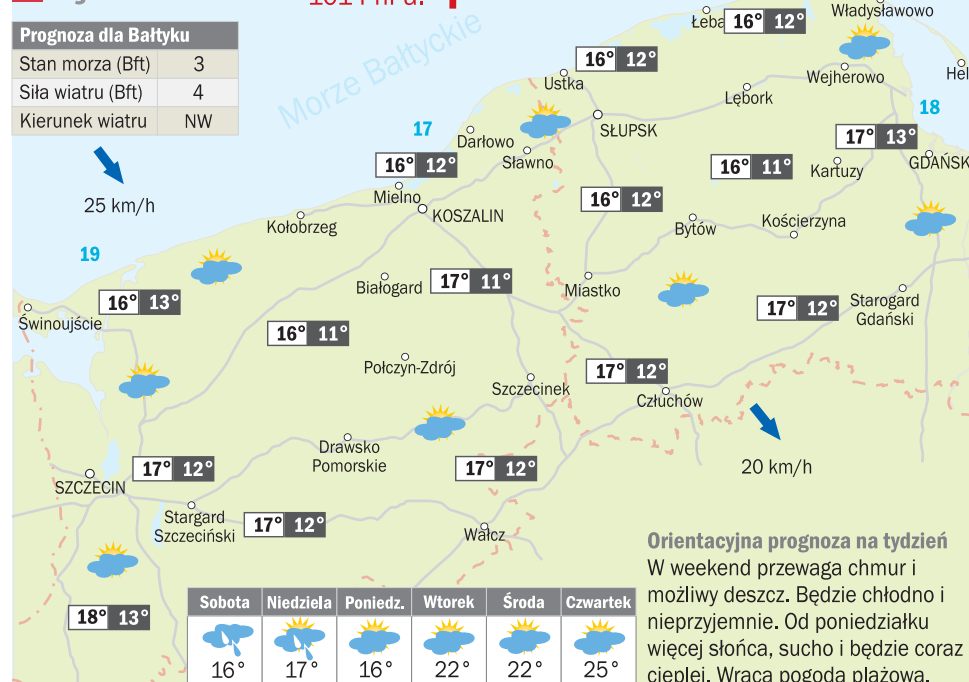 Prognoza dla Bałtyku
Stan morza (Bft) 3
Siła wiatru (Bft) 4
Kierunek wiatru NW
25 km/h
Morze Bałtyckie
Łeba 16° 12°
Władysławowo
16° 12°
Ustka
Wejherowo
Hel
Lębork
18
17
SŁUPSK
Darłowo
17° 13°
Sławno
16° 12°
16° 11°
Kartuzy
GDAŃSK
Mielno
16° 12°
KOSZALIN
Kołobrzeg
Bytów
Kościerzyna
19
Białogard 17° 11°
Miastko
16° 13°
Świnoujście
17° 12°
Starogard
Gdański
16° 11°
Połczyn-Zdrój
17° 12°
Szczecinek
Człuchów
Drawsko
Pomorskie
20 km/h
17° 12°
17° 12°
SZCZECIN
Stargard
Szczeciński
17° 12°
Wałcz
18° 13°
Sobota Niedziela Poniedz. Wtorek Środa Czwartek
16° 17° 16° 22° 22° 25°
Orientacyjna prognoza na tydzień
W weekend przewaga chmur i
możliwy deszcz. Będzie chłodno i
nieprzyjemnie. Od poniedziałku
więcej słońca, sucho i będzie coraz
cieplej. Wraca pogoda plażowa.